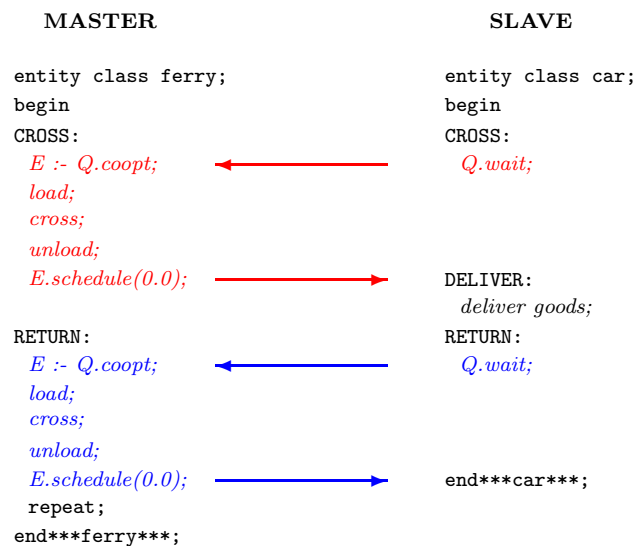 MASTER
entity class ferry;
begin
CROSS:
E :- Q.coopt;
load;
cross;
unload;
E.schedule(0.0);
RETURN:
E :- Q.coopt;
load;
cross;
unload;
E.schedule(0.0);
repeat;
end***ferry***;
SLAVE
entity class car;
begin
CROSS:
Q.wait;
DELIVER:
deliver goods;
RETURN:
Q.wait;
end***car***;